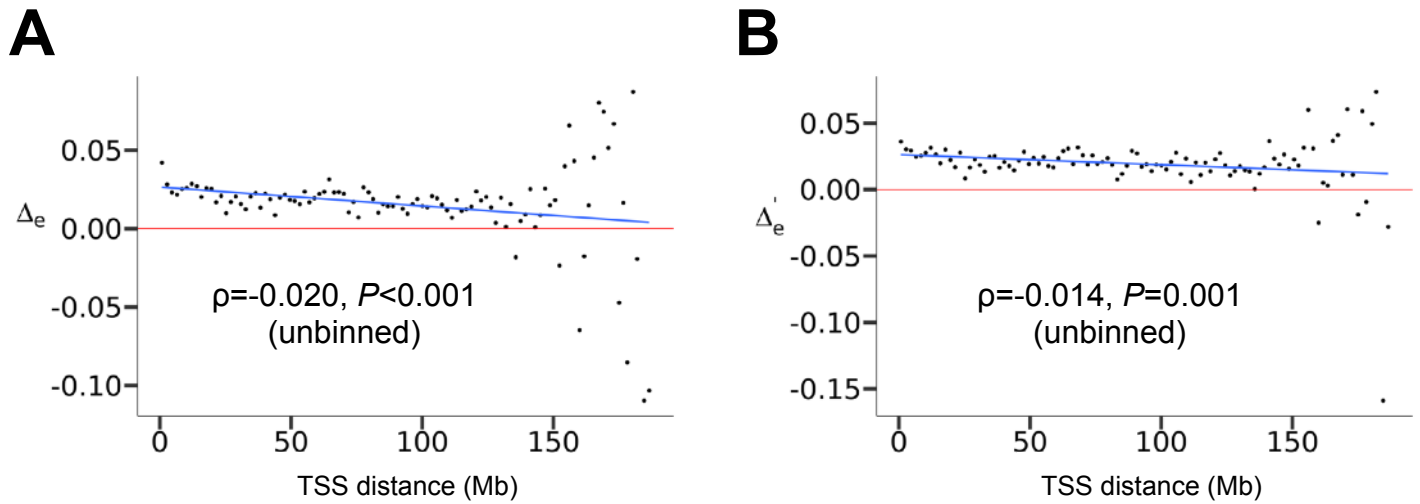 A
0.05
0.00
-0.05
-0.10
Δe
ρ=-0.020, P<0.001
(unbinned)
0 50 100 150
TSS distance (Mb)
B
0.05
0.00
-0.05
-0.10
-0.15
Δ'e
ρ=-0.014, P=0.001
(unbinned)
0 50 100 150
TSS distance (Mb)